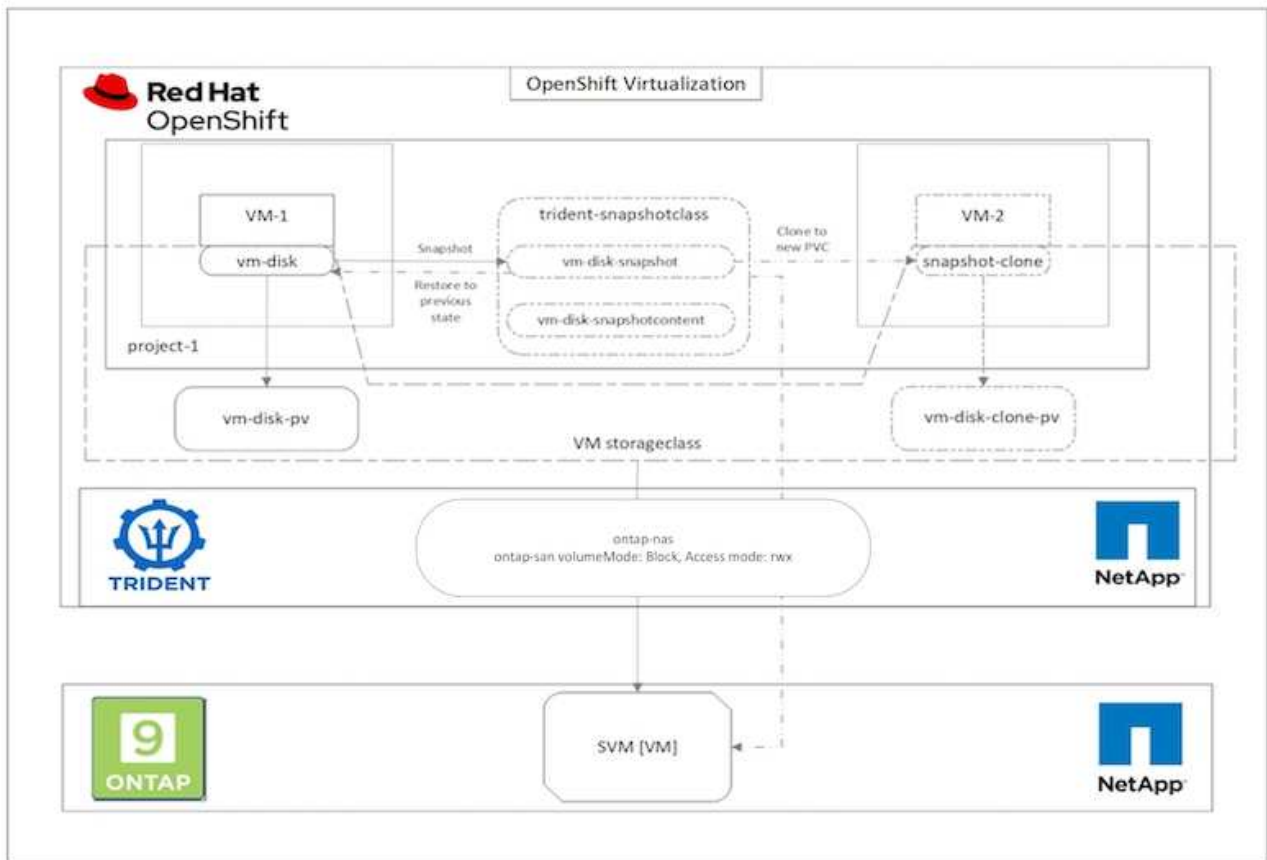 OpenShift Virtualization
Red Hat
OpenShift
VM-1
vm-disk
Snapshot
Restore to
previous
state
trident-snapshotclass
vm-disk-snapshot
vm-disk-snapshotcontent
Clone to
new PVC
VM-2
snapshot-clone
project-1
vm-disk-pv
vm-disk-clone-pv
VM storageclass
TRIDENT
ontap-nas
ontap-san volumeMode: Block, Access mode: rwx
NetApp
9
ONTAP
SVM [VM]
NetApp